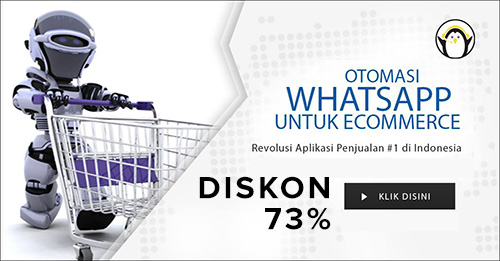 OTOMASI
WHATSAPP
UNTUK ECOMMERCE
Revolusi Aplikasi Penjualan #1 di Indonesia
DISKON
73%
KLIK DISINI